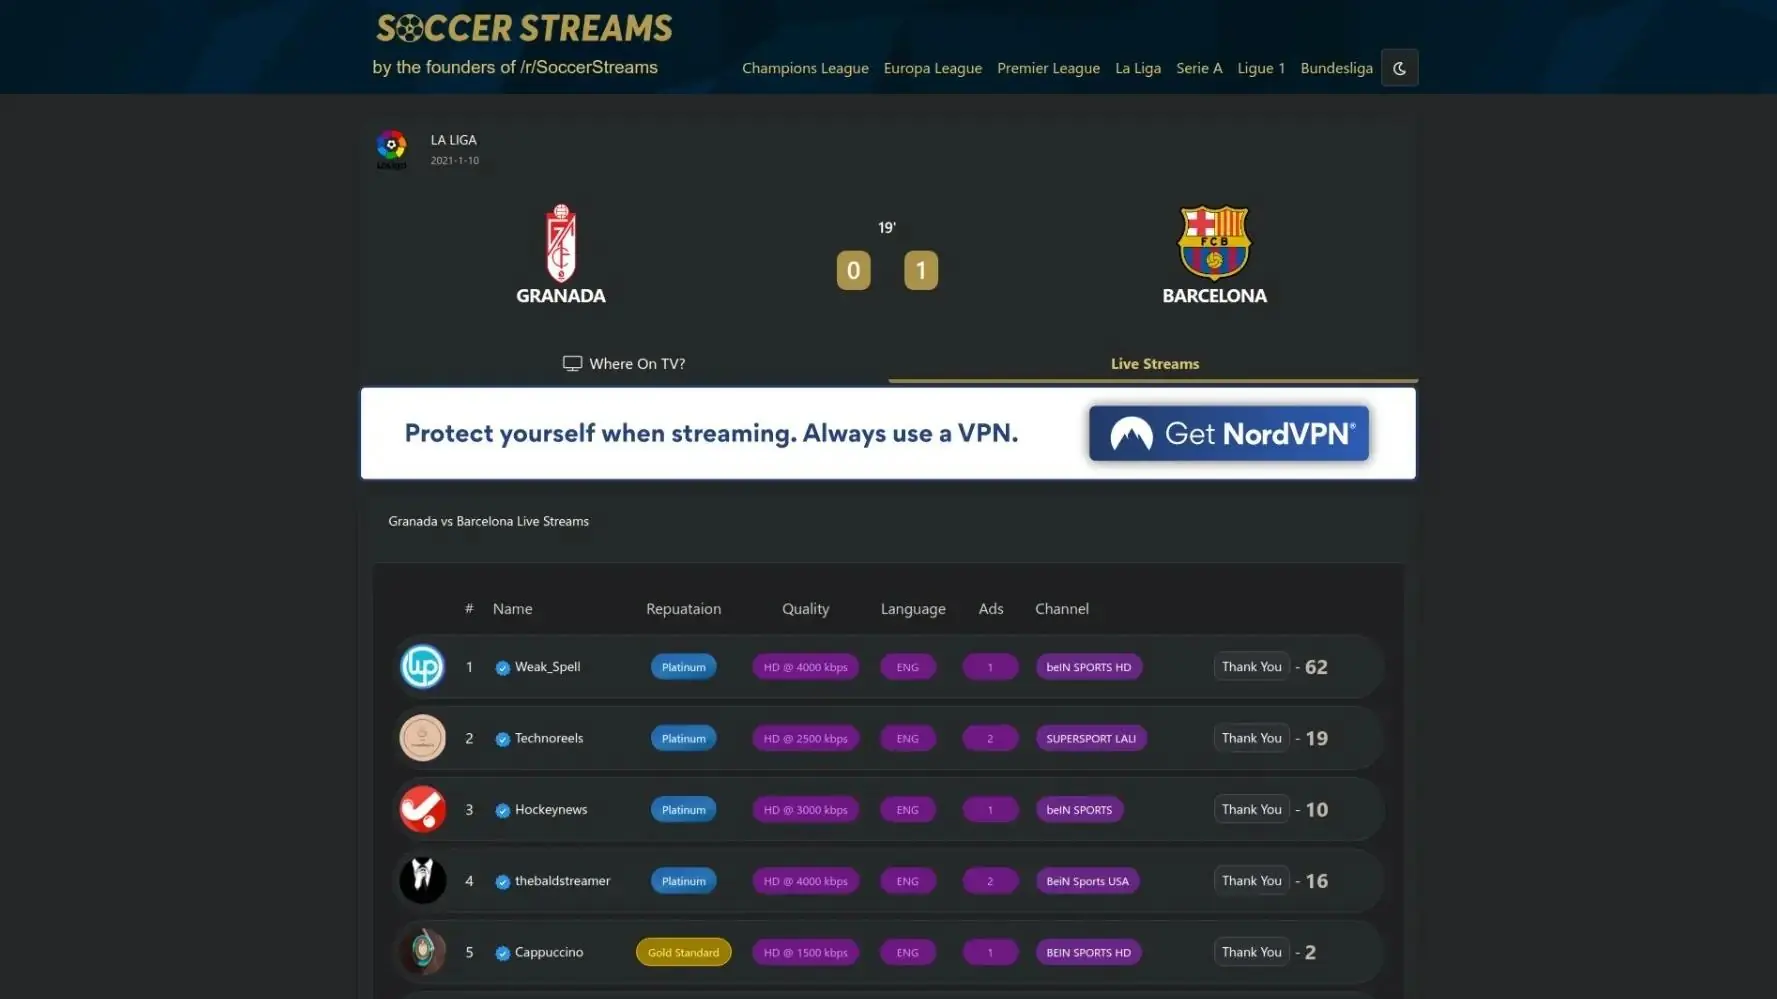 SOCCER STREAMS
by the founders of /r/SoccerStreams
Champions League Europa League Premier League La Liga Serie A Ligue 1 Bundesliga
LA LIGA
2021-1-10
19'
0 1
FCB
GRANADA
BARCELONA
Where On TV?
Live Streams
Protect yourself when streaming. Always use a VPN.
Get NordVPN®
Granada vs Barcelona Live Streams
# Name Repuataion Quality Language Ads Channel
1 Weak_Spell Platinum HD @ 4000 kbps ENG 1 beIN SPORTS HD Thank You - 62
2 Technoreels Platinum HD @ 2500 kbps ENG 2 SUPERSPORT LALI Thank You - 19
3 Hockeynews Platinum HD @ 3000 kbps ENG 1 beIN SPORTS Thank You - 10
4 thebaldstreamer Platinum HD @ 4000 kbps ENG 2 BeiN Sports USA Thank You - 16
5 Cappuccino Gold Standard HD @ 1500 kbps ENG 1 BEIN SPORTS HD Thank You - 2